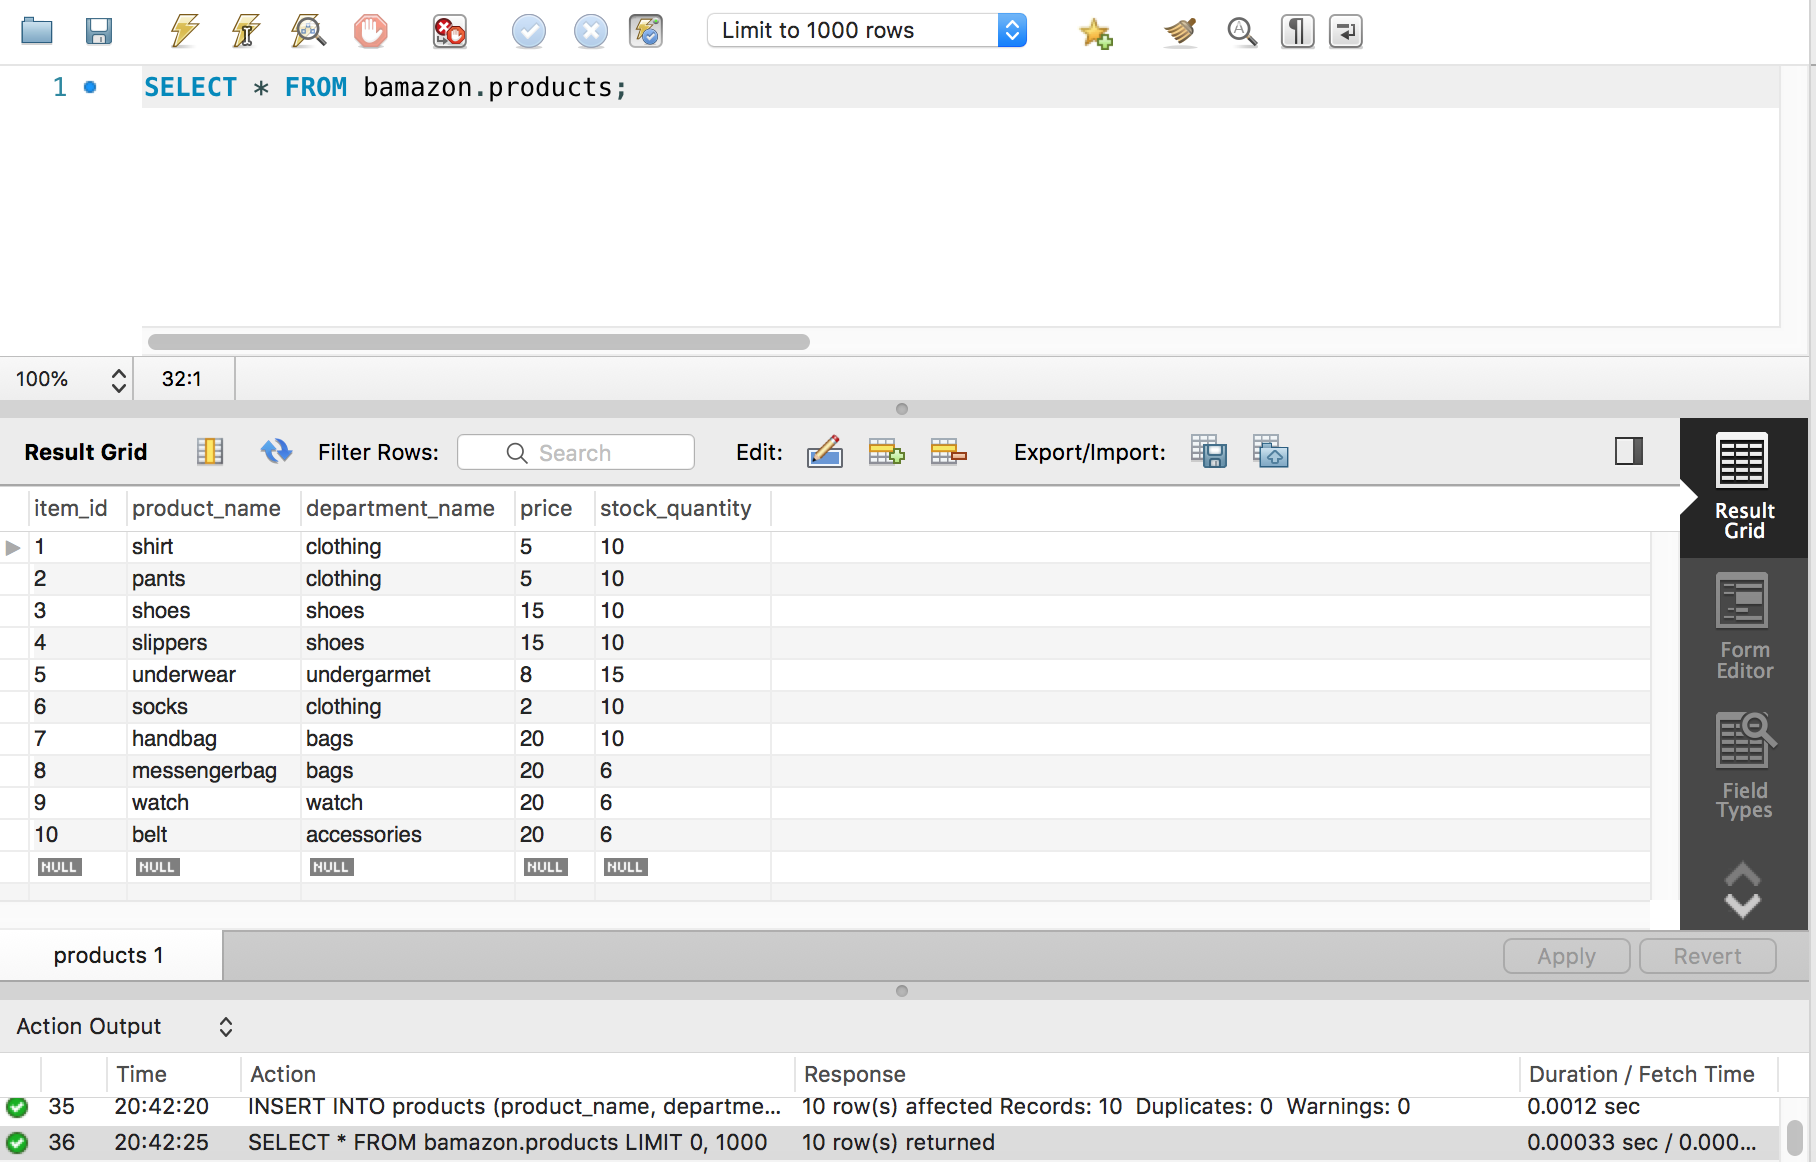 Limit to 1000 rows
1 SELECT * FROM bamazon.products;
100% 32:1
Result Grid Filter Rows: Search Edit: Export/Import:
item_id product_name department_name price stock_quantity
1 shirt clothing 5 10
2 pants clothing 5 10
3 shoes shoes 15 10
4 slippers shoes 15 10
5 underwear undergarmet 8 15
6 socks clothing 2 10
7 handbag bags 20 10
8 messengerbag bags 20 6
9 watch watch 20 6
10 belt accessories 20 6
NULL NULL NULL NULL NULL
Result
Grid
Form
Editor
Field
Types
products 1 Apply Revert
Action Output
Time Action Response Duration / Fetch Time
35 20:42:20 INSERT INTO products (product_name, departme... 10 row(s) affected Records: 10 Duplicates: 0 Warnings: 0 0.0012 sec
36 20:42:25 SELECT * FROM bamazon.products LIMIT 0, 1000 10 row(s) returned 0.00033 sec / 0.000...